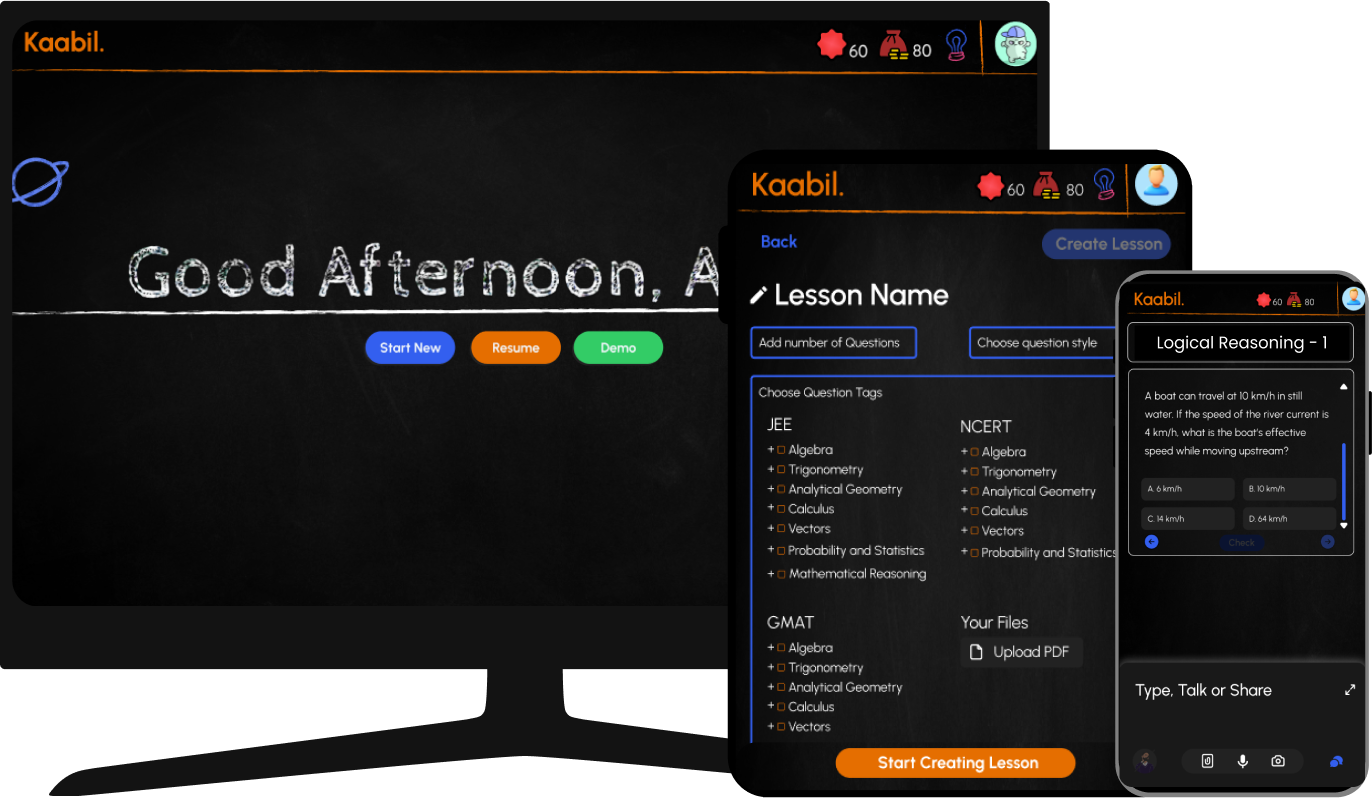 Kaabil.
60
80
Good Afternoon, A
Start New
Resume
Demo
Kaabil.
60
80
Back
Create Lesson
Lesson Name
Add number of Questions
Choose question style
Choose Question Tags
JEE
+ Algebra
+ Trigonometry
+ Analytical Geometry
+ Calculus
+ Vectors
+ Probability and Statistics
+ Mathematical Reasoning
NCERT
+ Algebra
+ Trigonometry
+ Analytical Geometry
+ Calculus
+ Vectors
+ Probability and Statistics
GMAT
+ Algebra
+ Trigonometry
+ Analytical Geometry
+ Calculus
+ Vectors
Your Files
Upload PDF
Start Creating Lesson
Kaabil.
60
80
Logical Reasoning - 1
A boat can travel at 10 km/h in still
water. If the speed of the river current is
4 km/h, what is the boat's effective
speed while moving upstream?
A. 6 km/h
B. 10 km/h
C. 14 km/h
D. 64 km/h
Check
Type, Talk or Share